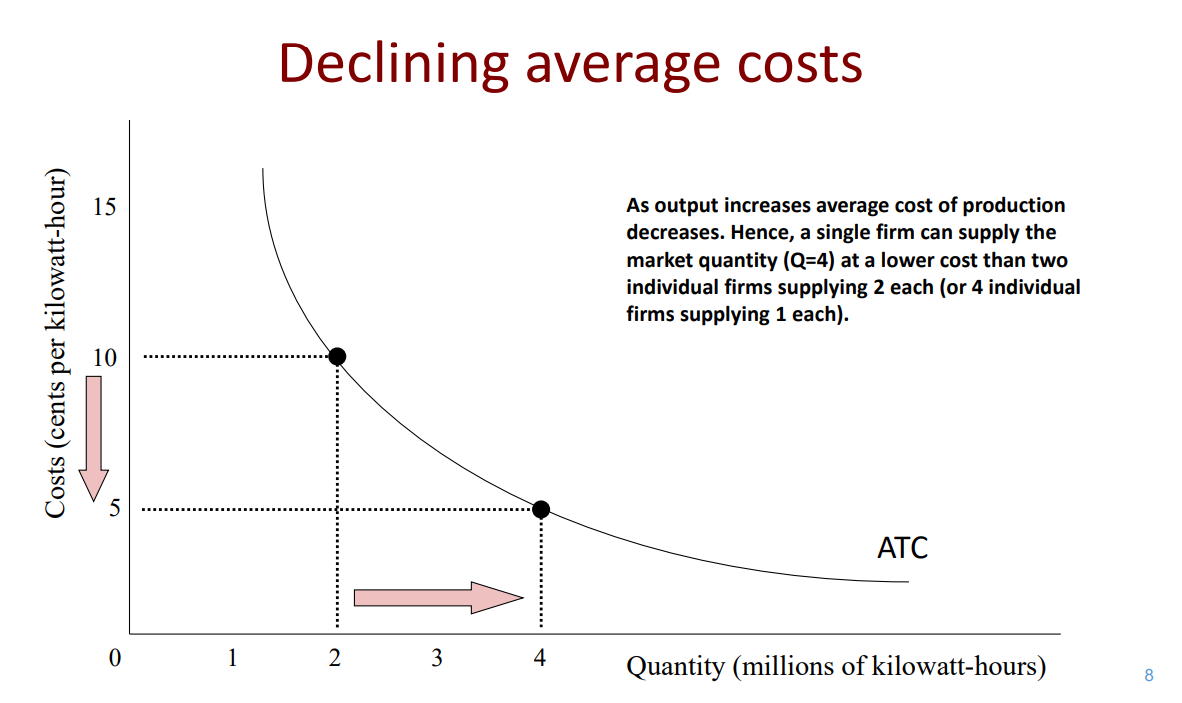 Declining average costs
Costs (cents per kilowatt-hour)
15
10
5
0
As output increases average cost of production
decreases. Hence, a single firm can supply the
market quantity (Q=4) at a lower cost than two
individual firms supplying 2 each (or 4 individual
firms supplying 1 each).
ATC
1
2
3
4
Quantity (millions of kilowatt-hours)
8